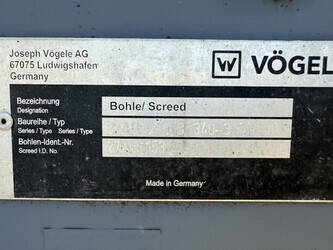 Joseph Vögele AG
67075 Ludwigshafen
Germany
VÖGEL
Bezeichnung
Designation
Bohle/ Screed
Baureihe / Typ
Series / Type Series / Type
Bohlen-Ident.-Nr.
Screed I.D. No.
Made in Germany